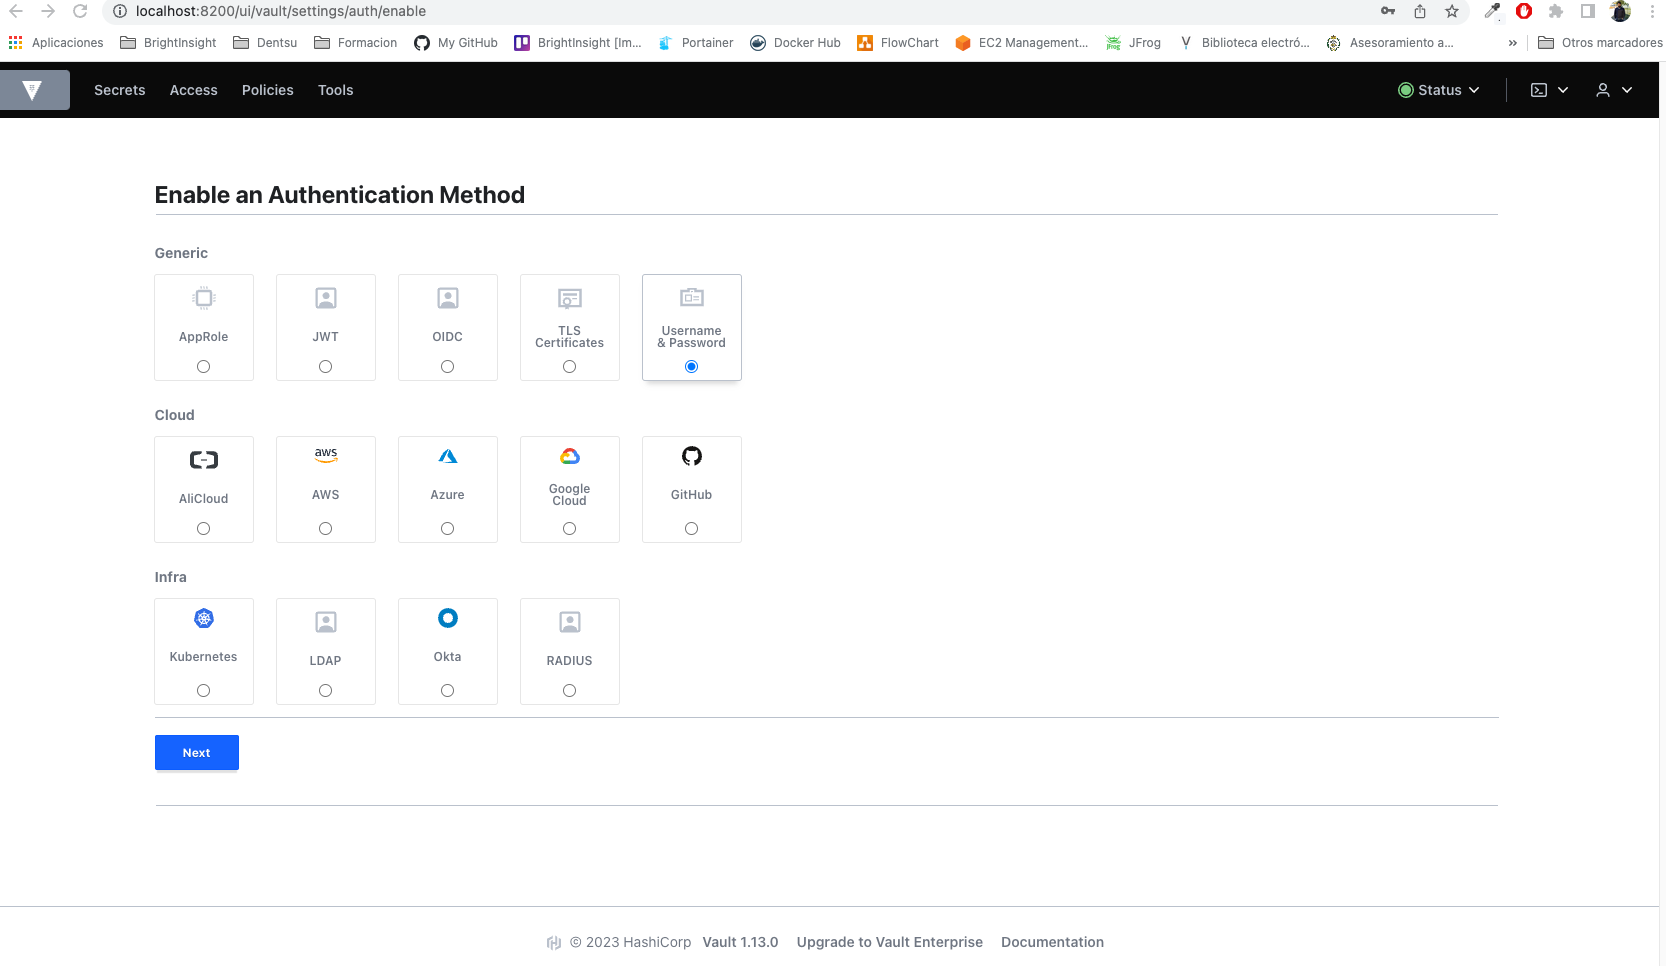 localhost:8200/ui/vault/settings/auth/enable
Aplicaciones BrightInsight Dentsu Formacion My GitHub BrightInsight [Im... Portainer Docker Hub FlowChart EC2 Management... JFrog Biblioteca electró... Asesoramiento a... » Otros marcadores
Secrets Access Policies Tools Status
Enable an Authentication Method
Generic
AppRole
JWT
OIDC
TLS
Certificates
Username
& Password
Cloud
AliCloud
aws
AWS
Azure
Google
Cloud
GitHub
Infra
Kubernetes
LDAP
Okta
RADIUS
Next
© 2023 HashiCorp Vault 1.13.0 Upgrade to Vault Enterprise Documentation